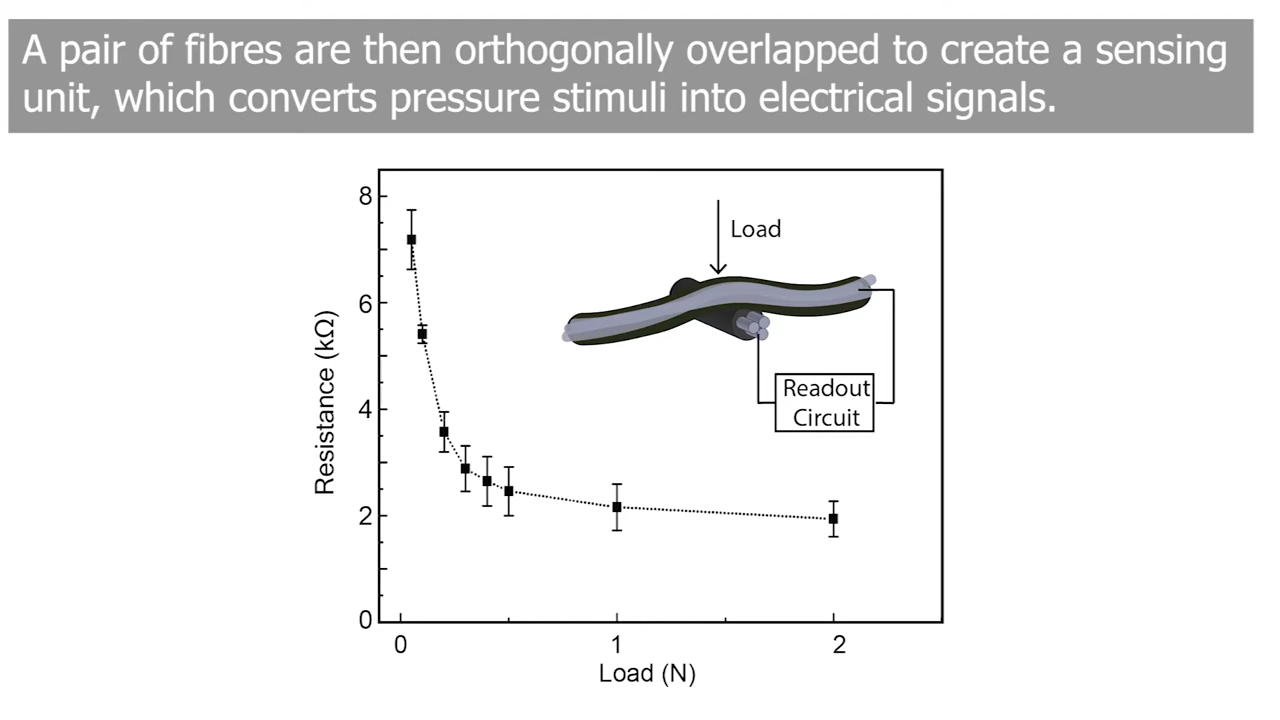 A pair of fibres are then orthogonally overlapped to create a sensing
unit, which converts pressure stimuli into electrical signals.
8
6
4
2
0
Resistance (kΩ)
Load
Readout
Circuit
0 1 2
Load (N)